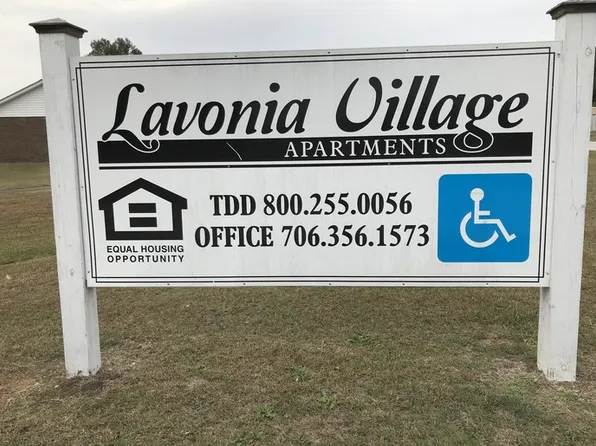 Lavonia Village
APARTMENTS
TDD 800.255.0056
OFFICE 706.356.1573
EQUAL HOUSING
OPPORTUNITY